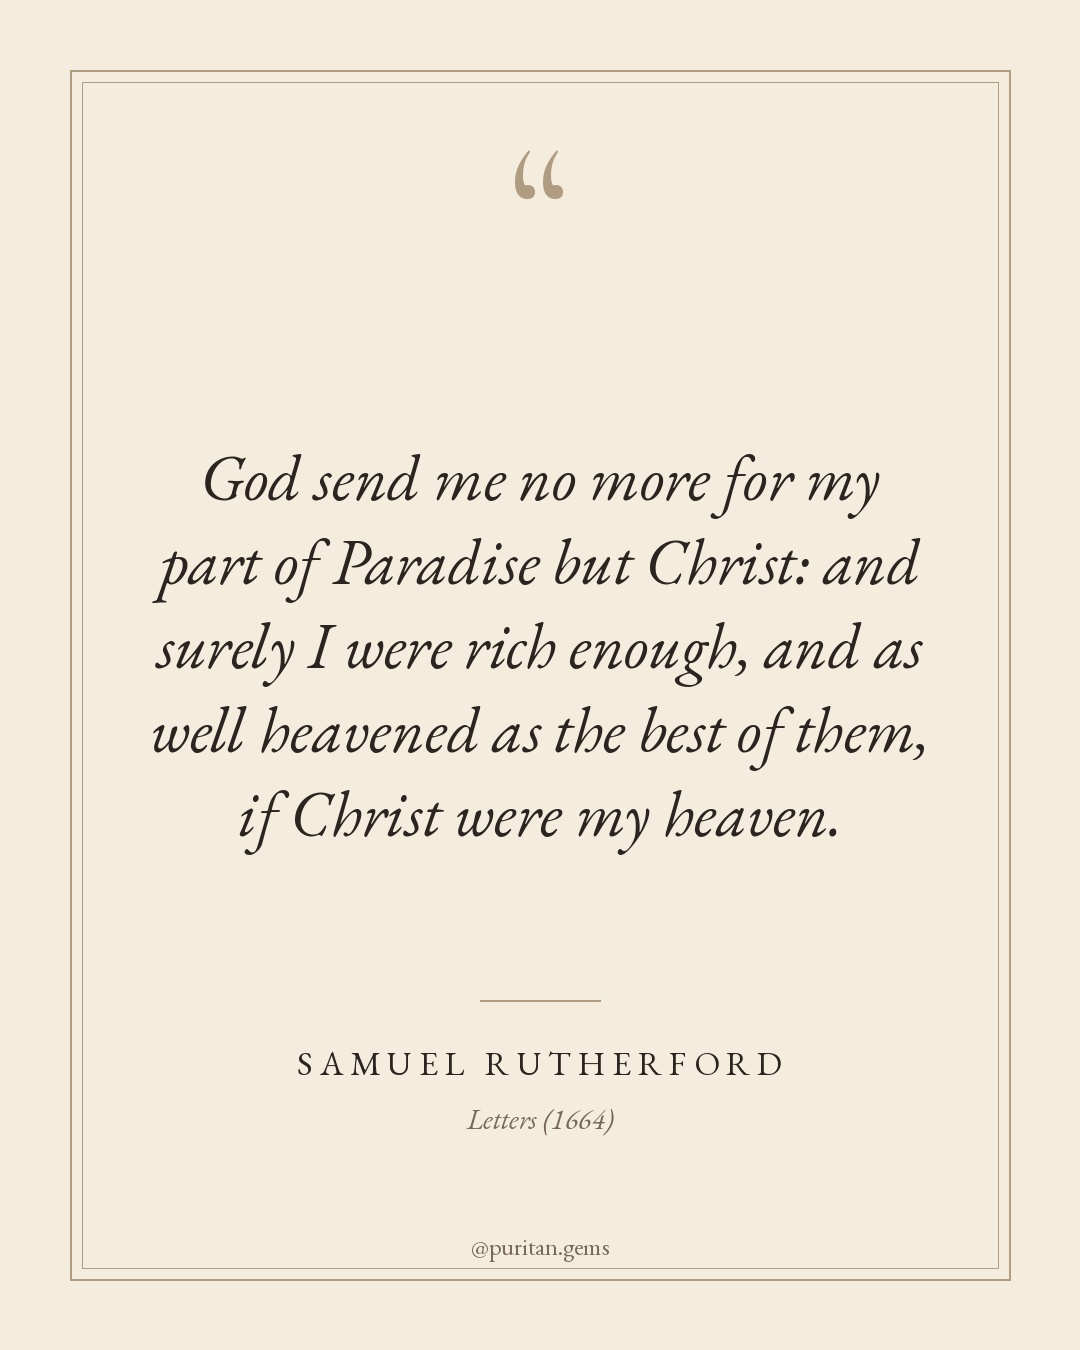 “
God send me no more for my
part of Paradise but Christ: and
surely I were rich enough, and as
well heavened as the best of them,
if Christ were my heaven.
SAMUEL RUTHERFORD
Letters (1664)
@puritan.gems